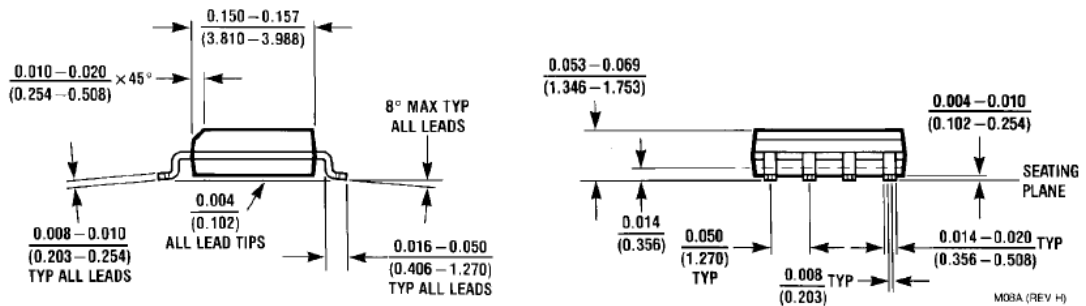 0.150–0.157
(3.810–3.988)
0.010–0.020
(0.254–0.508)
×45°
8° MAX TYP
ALL LEADS
0.004
(0.102)
ALL LEAD TIPS
0.008–0.010
(0.203–0.254)
TYP ALL LEADS
0.016–0.050
(0.406–1.270)
TYP ALL LEADS
0.053–0.069
(1.346–1.753)
0.004–0.010
(0.102–0.254)
SEATING
PLANE
0.014
(0.356)
0.050
(1.270)
TYP
0.014–0.020
(0.356–0.508)
TYP
0.008
(0.203)
TYP
M08A (REV H)